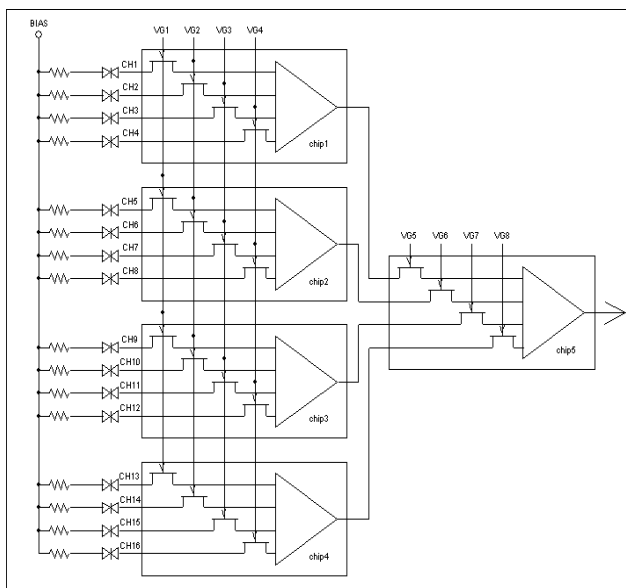 BIAS
VG1 VG2 VG3 VG4
CH1
CH2
CH3
CH4
chip1
CH5
CH6
CH7
CH8
chip2
VG5 VG6 VG7 VG8
chip5
CH9
CH10
CH11
CH12
chip3
CH13
CH14
CH15
CH16
chip4